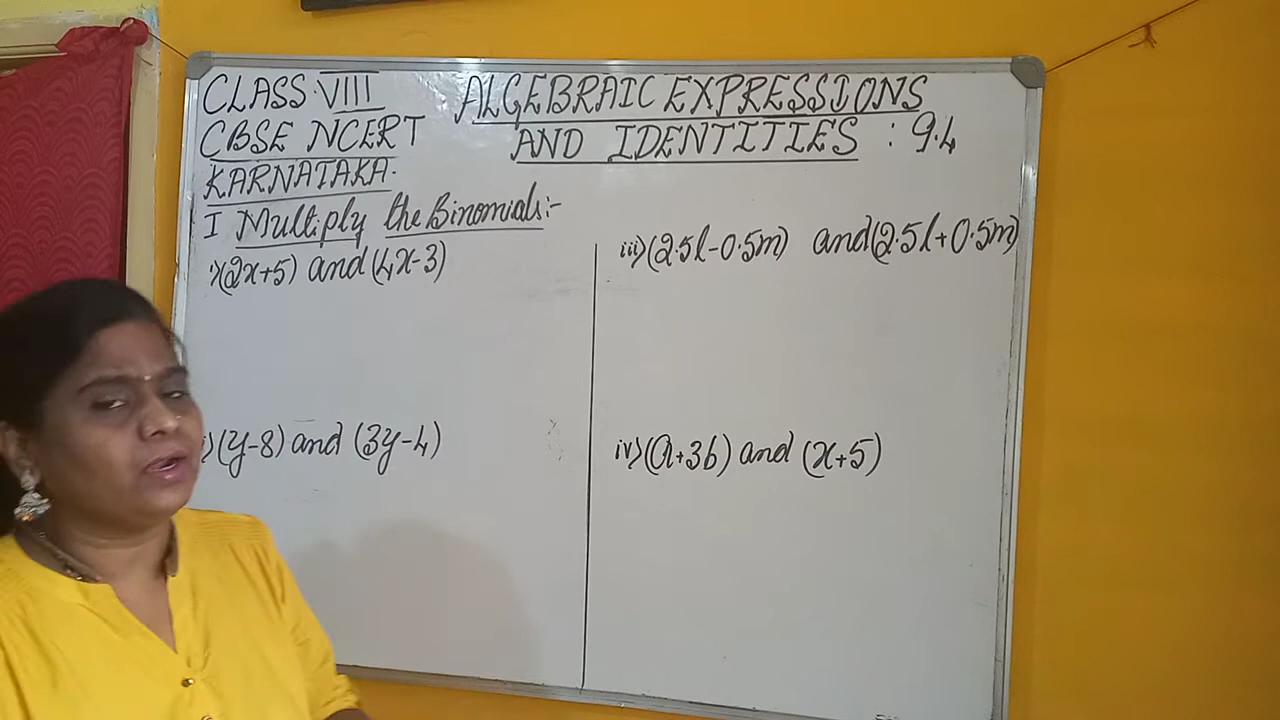 CLASS VIII
CBSE NCERT
KARNATAKA.
ALGEBRAIC EXPRESSIONS
AND IDENTITIES : 9.4
I Multiply the Binomials:-
i)(2x+5) and (4x-3)
)(y-8) and (3y-4)
iii)(2.5l-0.5m) and(2.5l+0.5m)
iv)(a+3b) and (x+5)